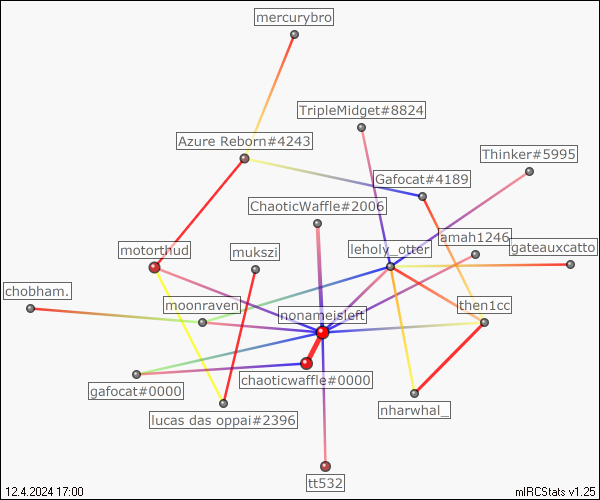 mercurybro
TripleMidget#8824
Azure Reborn#4243
Thinker#5995
Gafocat#4189
ChaoticWaffle#2006
amah1246
motorthud
mukszi
leholy_otter
gateauxcatto
chobham.
moonraven
nonameisleft
then1cc
chaoticwaffle#0000
gafocat#0000
nharwhal_
lucas das oppai#2396
tt532
12.4.2024 17:00
mIRCStats v1.25